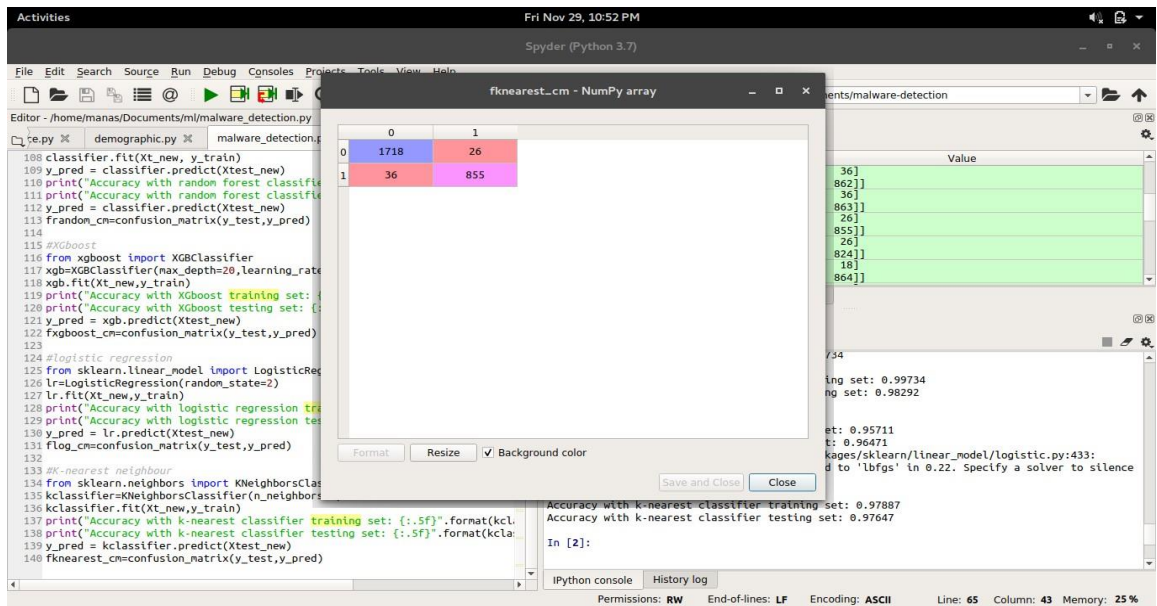 Activities
Fri Nov 29, 10:52 PM
Spyder (Python 3.7)
File Edit Search Source Run Debug Consoles Projects Tools View Help
ents/malware-detection
Editor - /home/manas/Documents/ml/malware_detection.py
ce.py demographic.py malware_detection.p
108 classifier.fit(Xt_new, y_train)
109 y_pred = classifier.predict(Xtest_new)
110 print("Accuracy with random forest classifie
111 print("Accuracy with random forest classifie
112 y_pred = classifier.predict(Xtest_new)
113 frandom_cm=confusion_matrix(y_test,y_pred)
114
115 #XGboost
116 from xgboost import XGBClassifier
117 xgb=XGBClassifier(max_depth=20,learning_rate
118 xgb.fit(Xt_new,y_train)
119 print("Accuracy with XGboost training set: {
120 print("Accuracy with XGboost testing set: {:
121 y_pred = xgb.predict(Xtest_new)
122 fxgboost_cm=confusion_matrix(y_test,y_pred)
123
124 #logistic regression
125 from sklearn.linear_model import LogisticReg
126 lr=LogisticRegression(random_state=2)
127 lr.fit(Xt_new,y_train)
128 print("Accuracy with logistic regression tra
129 print("Accuracy with logistic regression tes
130 y_pred = lr.predict(Xtest_new)
131 flog_cm=confusion_matrix(y_test,y_pred)
132
133 #K-nearest neighbour
134 from sklearn.neighbors import KNeighborsClas
135 kclassifier=KNeighborsClassifier(n_neighbors
136 kclassifier.fit(Xt_new,y_train)
137 print("Accuracy with k-nearest classifier training set: {:.5f}".format(kcl
138 print("Accuracy with k-nearest classifier testing set: {:.5f}".format(kcla
139 y_pred = kclassifier.predict(Xtest_new)
140 fknearest_cm=confusion_matrix(y_test,y_pred)
fknearest_cm - NumPy array
0 1
0 1718 26
1 36 855
Format Resize Background color
Save and Close Close
Value
36]
862]]
36]
863]]
26]
855]]
26]
824]]
18]
864]]
734
ing set: 0.99734
ng set: 0.98292
et: 0.95711
t: 0.96471
kages/sklearn/linear_model/logistic.py:433:
d to 'lbfgs' in 0.22. Specify a solver to silence
Accuracy with k-nearest classifier training set: 0.97887
Accuracy with k-nearest classifier testing set: 0.97647
In [2]:
IPython console History log
Permissions: RW End-of-lines: LF Encoding: ASCII Line: 65 Column: 43 Memory: 25 %